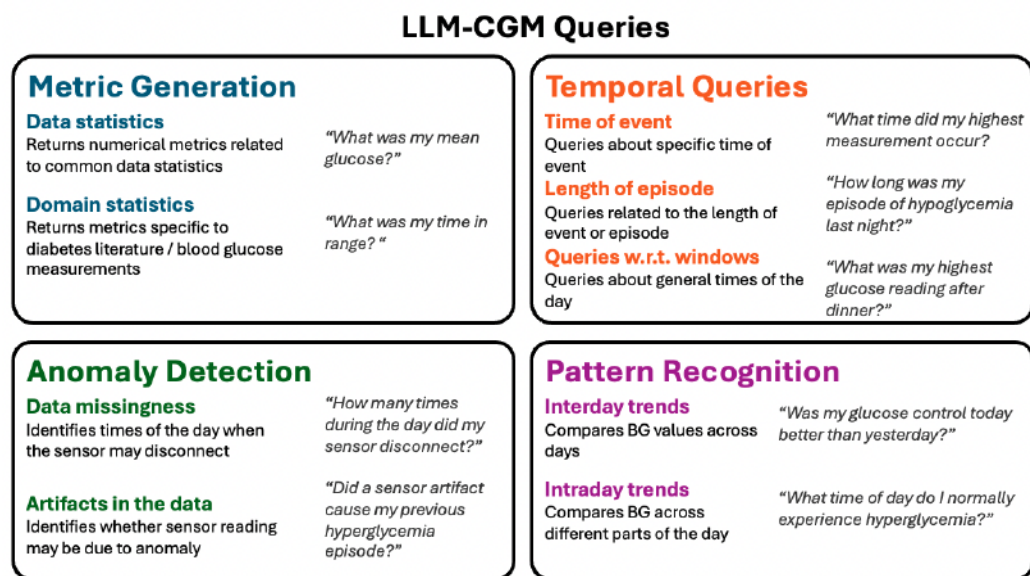 LLM-CGM Queries
Metric Generation
Data statistics
Returns numerical metrics related
to common data statistics
“What was my mean
glucose?”
Domain statistics
Returns metrics specific to
diabetes literature / blood glucose
measurements
“What was my time in
range? “
Temporal Queries
Time of event
Queries about specific time of
event
“What time did my highest
measurement occur?
Length of episode
Queries related to the length of
event or episode
“How long was my
episode of hypoglycemia
last night?”
Queries w.r.t. windows
Queries about general times of the
day
“What was my highest
glucose reading after
dinner?”
Anomaly Detection
Data missingness
Identifies times of the day when
the sensor may disconnect
“How many times
during the day did my
sensor disconnect?”
Artifacts in the data
Identifies whether sensor reading
may be due to anomaly
“Did a sensor artifact
cause my previous
hyperglycemia
episode?”
Pattern Recognition
Interday trends
Compares BG values across
days
“Was my glucose control today
better than yesterday?”
Intraday trends
Compares BG across
different parts of the day
“What time of day do I normally
experience hyperglycemia?”